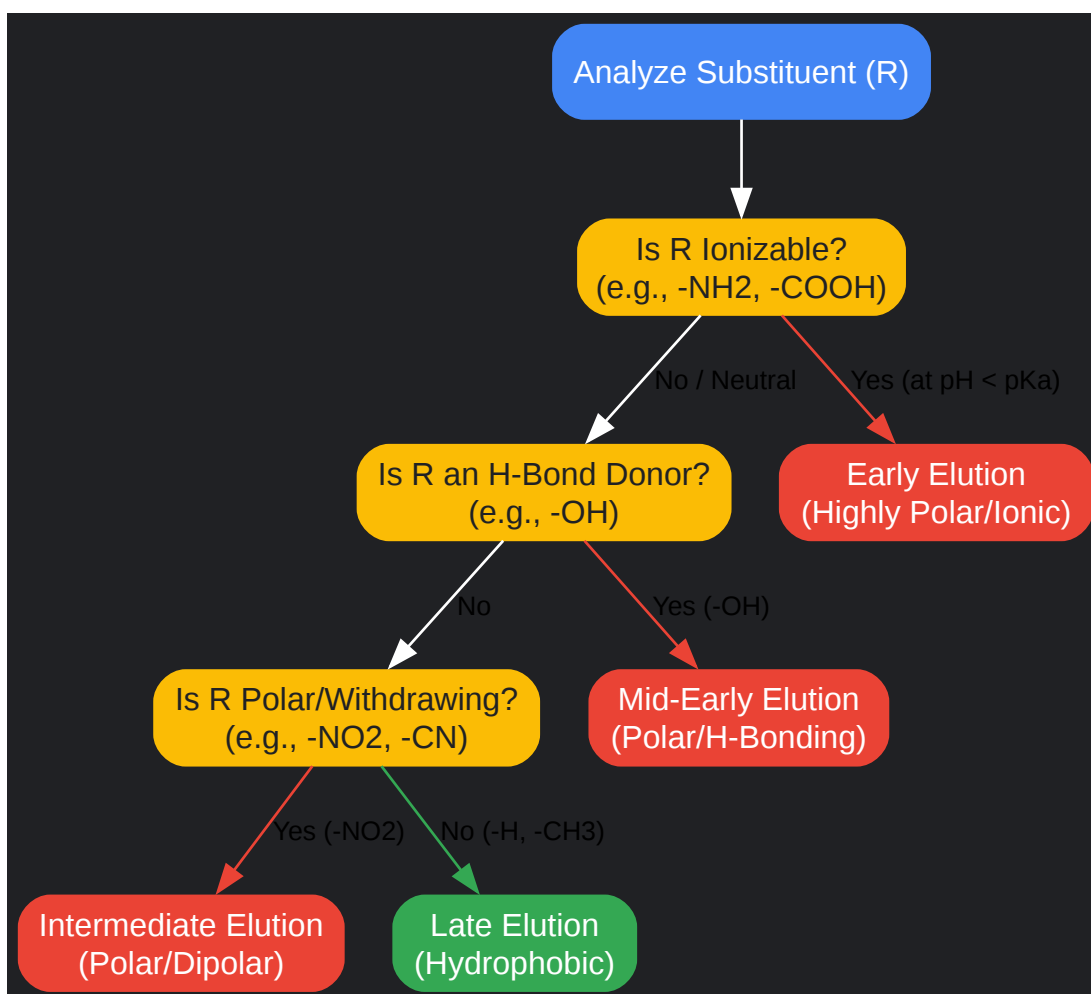 Analyze Substituent (R)
Is R Ionizable?
(e.g., -NH2, -COOH)
No / Neutral
Yes (at pH < pKa)
Is R an H-Bond Donor?
(e.g., -OH)
Early Elution
(Highly Polar/Ionic)
No
Yes (-OH)
Is R Polar/Withdrawing?
(e.g., -NO2, -CN)
Mid-Early Elution
(Polar/H-Bonding)
Yes (-NO2)
No (-H, -CH3)
Intermediate Elution
(Polar/Dipolar)
Late Elution
(Hydrophobic)